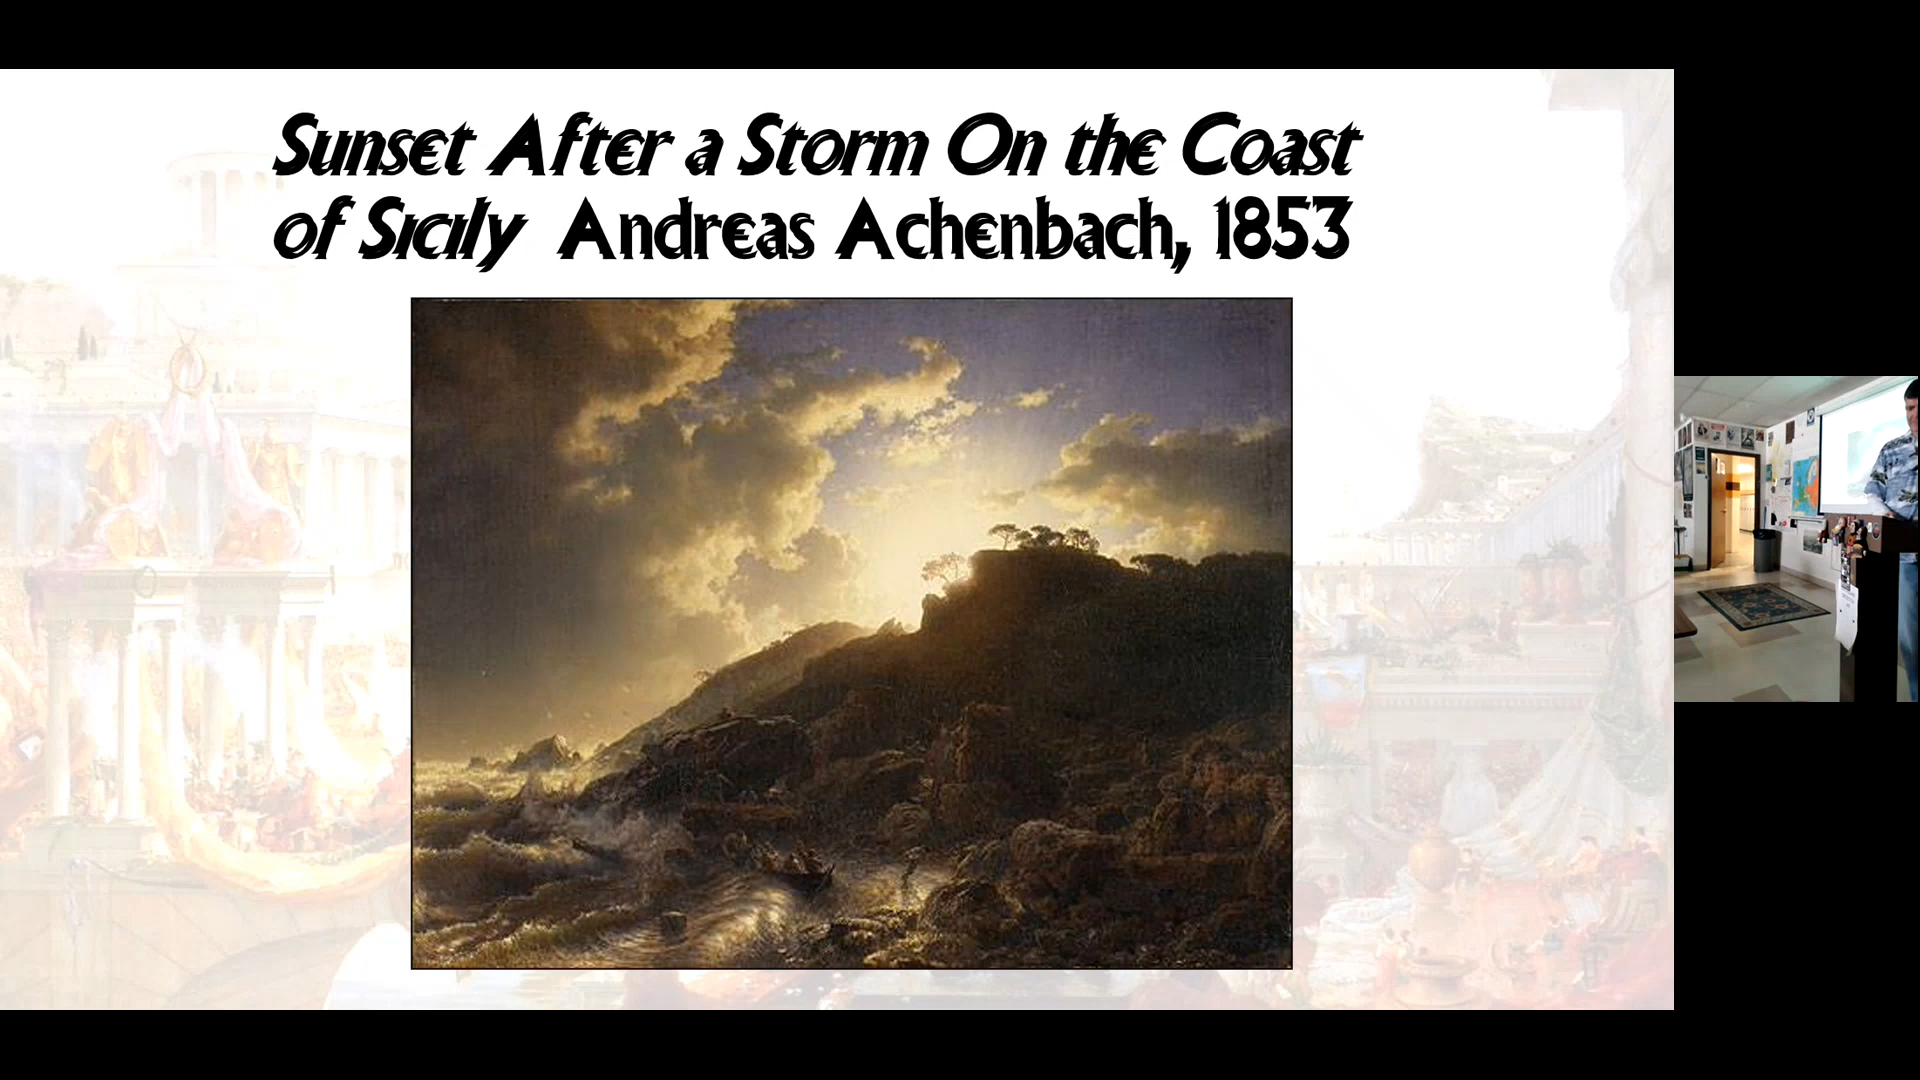 Sunset After a Storm On the Coast
of Sicily Andreas Achenbach, 1853